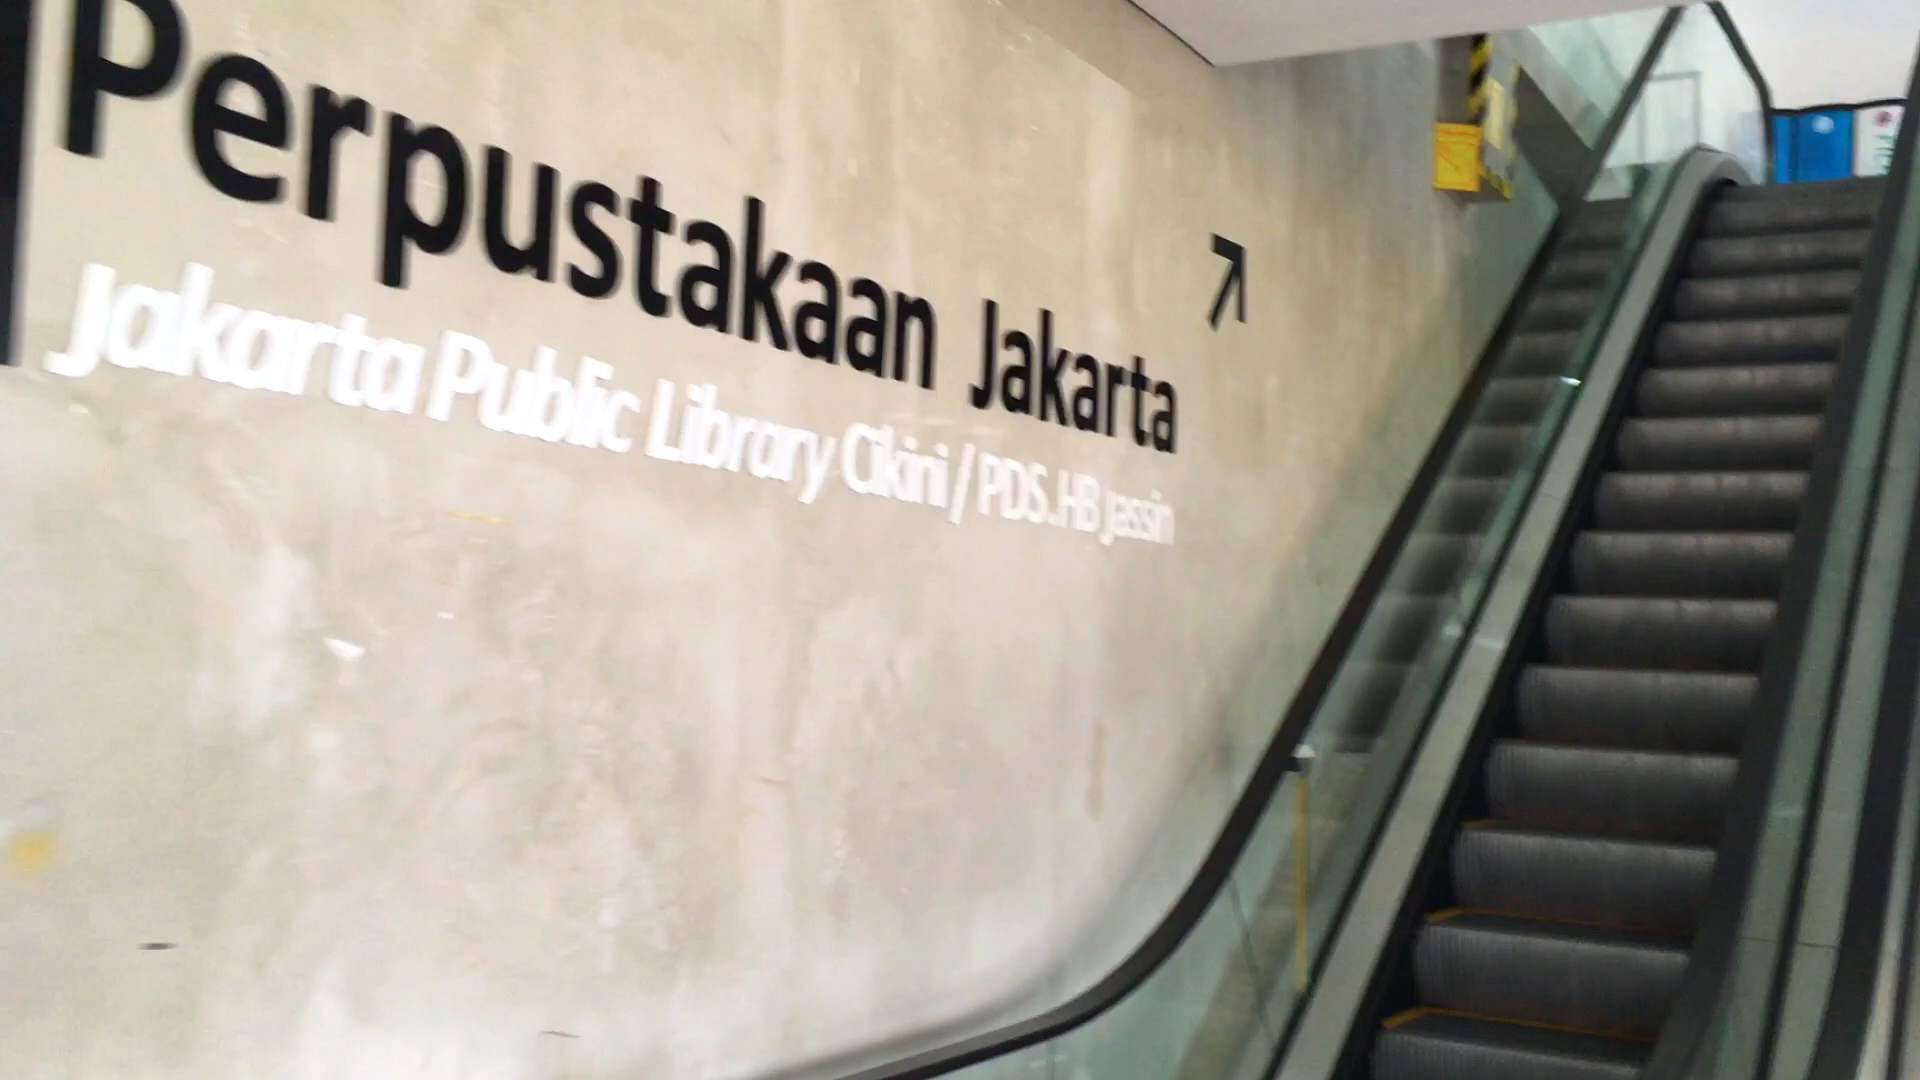 Perpustakaan Jakarta
Jakarta Public Library Cikini / PDS.HB Jassin